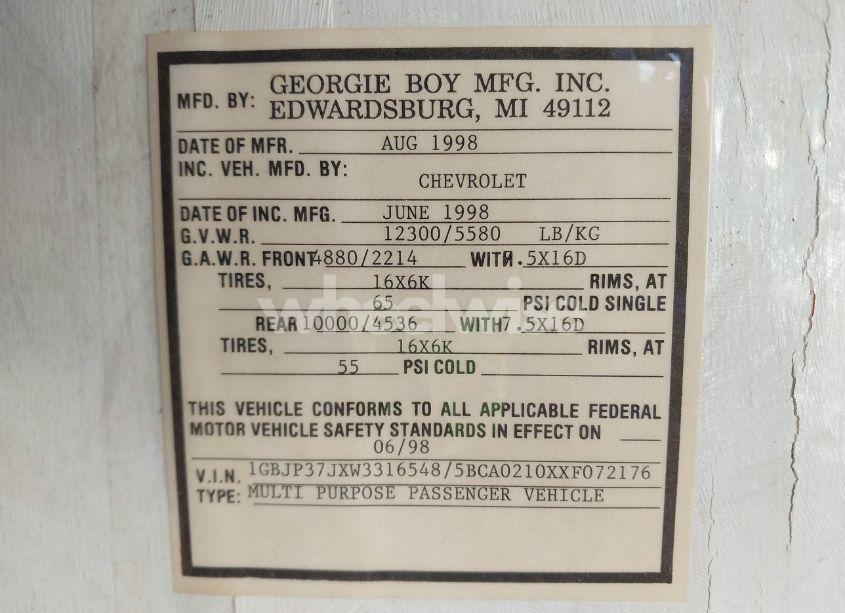 GEORGIE BOY MFG. INC.
MFD. BY: EDWARDSBURG, MI 49112
DATE OF MFR. AUG 1998
INC. VEH. MFD. BY:
CHEVROLET
DATE OF INC. MFG. JUNE 1998
G.V.W.R. 12300/5580 LB/KG
G.A.W.R. FRONT 4880/2214 WITH .5X16D
TIRES, 16X6K RIMS, AT
65 PSI COLD SINGLE
REAR 10000/4536 WITH 7.5X16D
TIRES, 16X6K RIMS, AT
55 PSI COLD
THIS VEHICLE CONFORMS TO ALL APPLICABLE FEDERAL
MOTOR VEHICLE SAFETY STANDARDS IN EFFECT ON
06/98
V.I.N. 1GBJP37JXW3316548/5BCA0210XXF072176
TYPE: MULTI PURPOSE PASSENGER VEHICLE